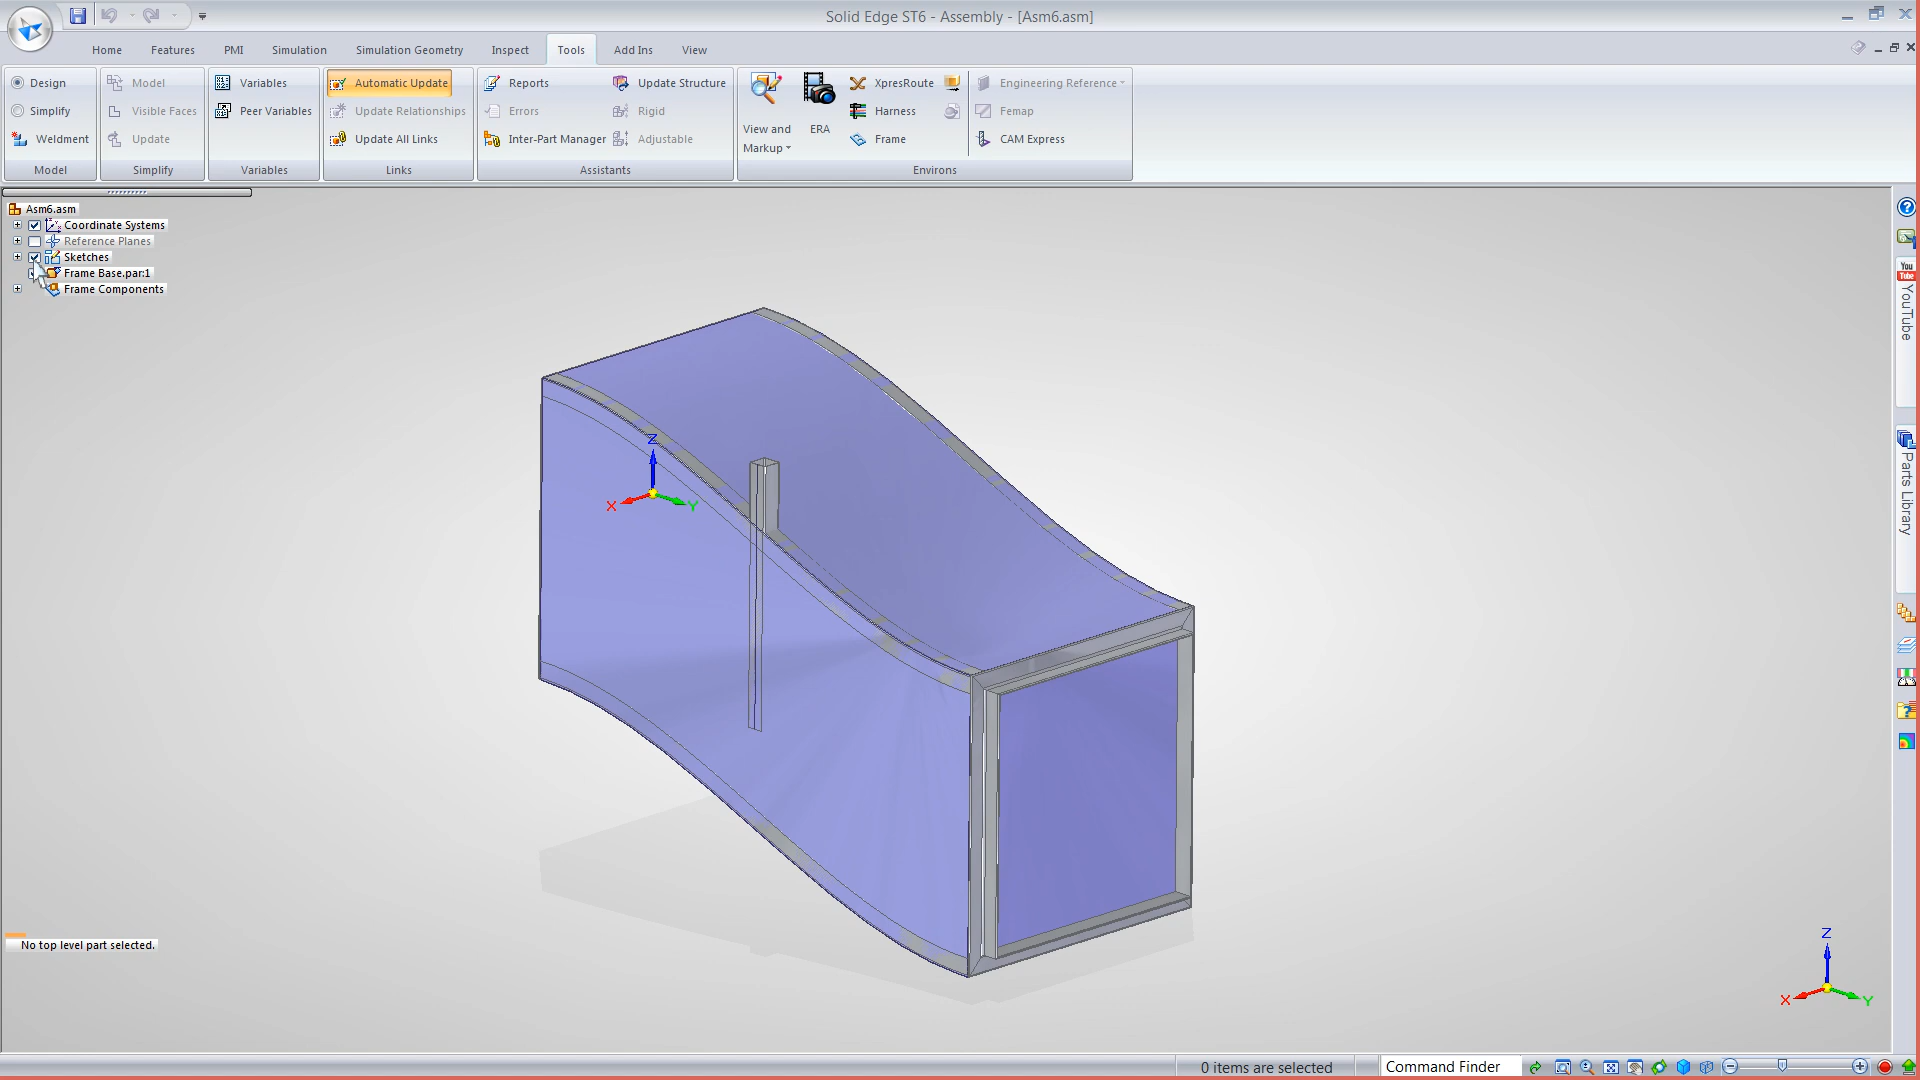 Solid Edge ST6 - Assembly - [Asm6.asm]
Home Features PMI Simulation Simulation Geometry Inspect Tools Add Ins View
Design
Simplify
Weldment
Model
Model
Visible Faces
Update
Simplify
Variables
Peer Variables
Variables
Automatic Update
Update Relationships
Update All Links
Links
Reports
Errors
Inter-Part Manager
Update Structure
Rigid
Adjustable
Assistants
View and
Markup
ERA
XpresRoute
Harness
Frame
Engineering Reference
Femap
CAM Express
Environs
Asm6.asm
Coordinate Systems
Reference Planes
Sketches
Frame Base.par:1
Frame Components
Z
X
Y
You
Tube
YouTube
Parts Library
No top level part selected.
Z
X
Y
0 items are selected
Command Finder